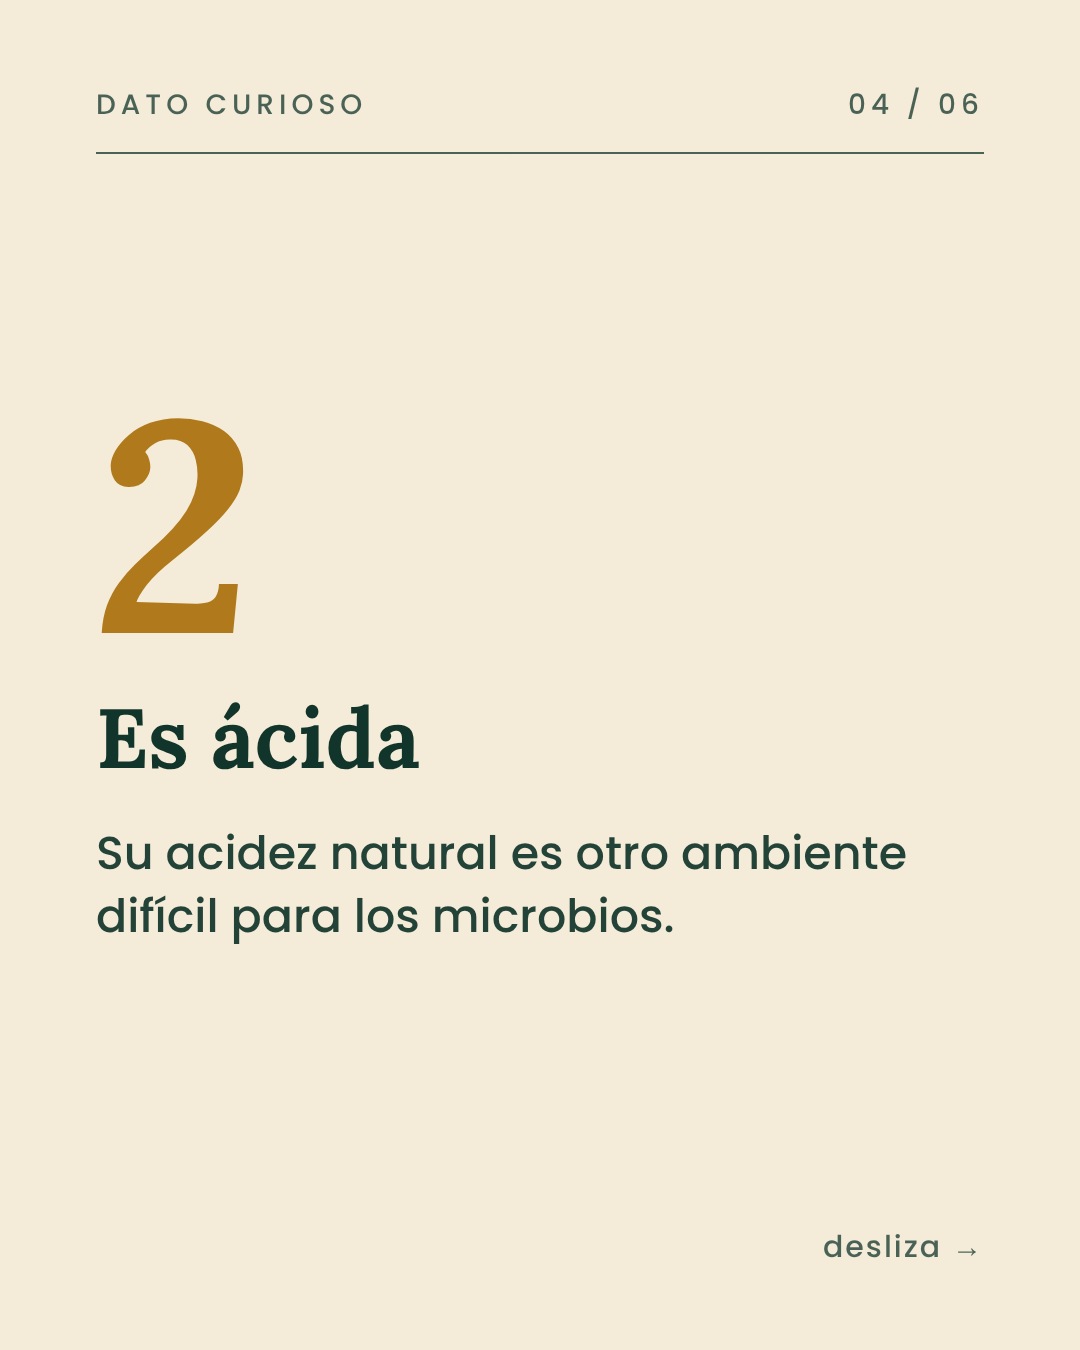 DATO CURIOSO
04 / 06
2
Es ácida
Su acidez natural es otro ambiente
difícil para los microbios.
desliza →